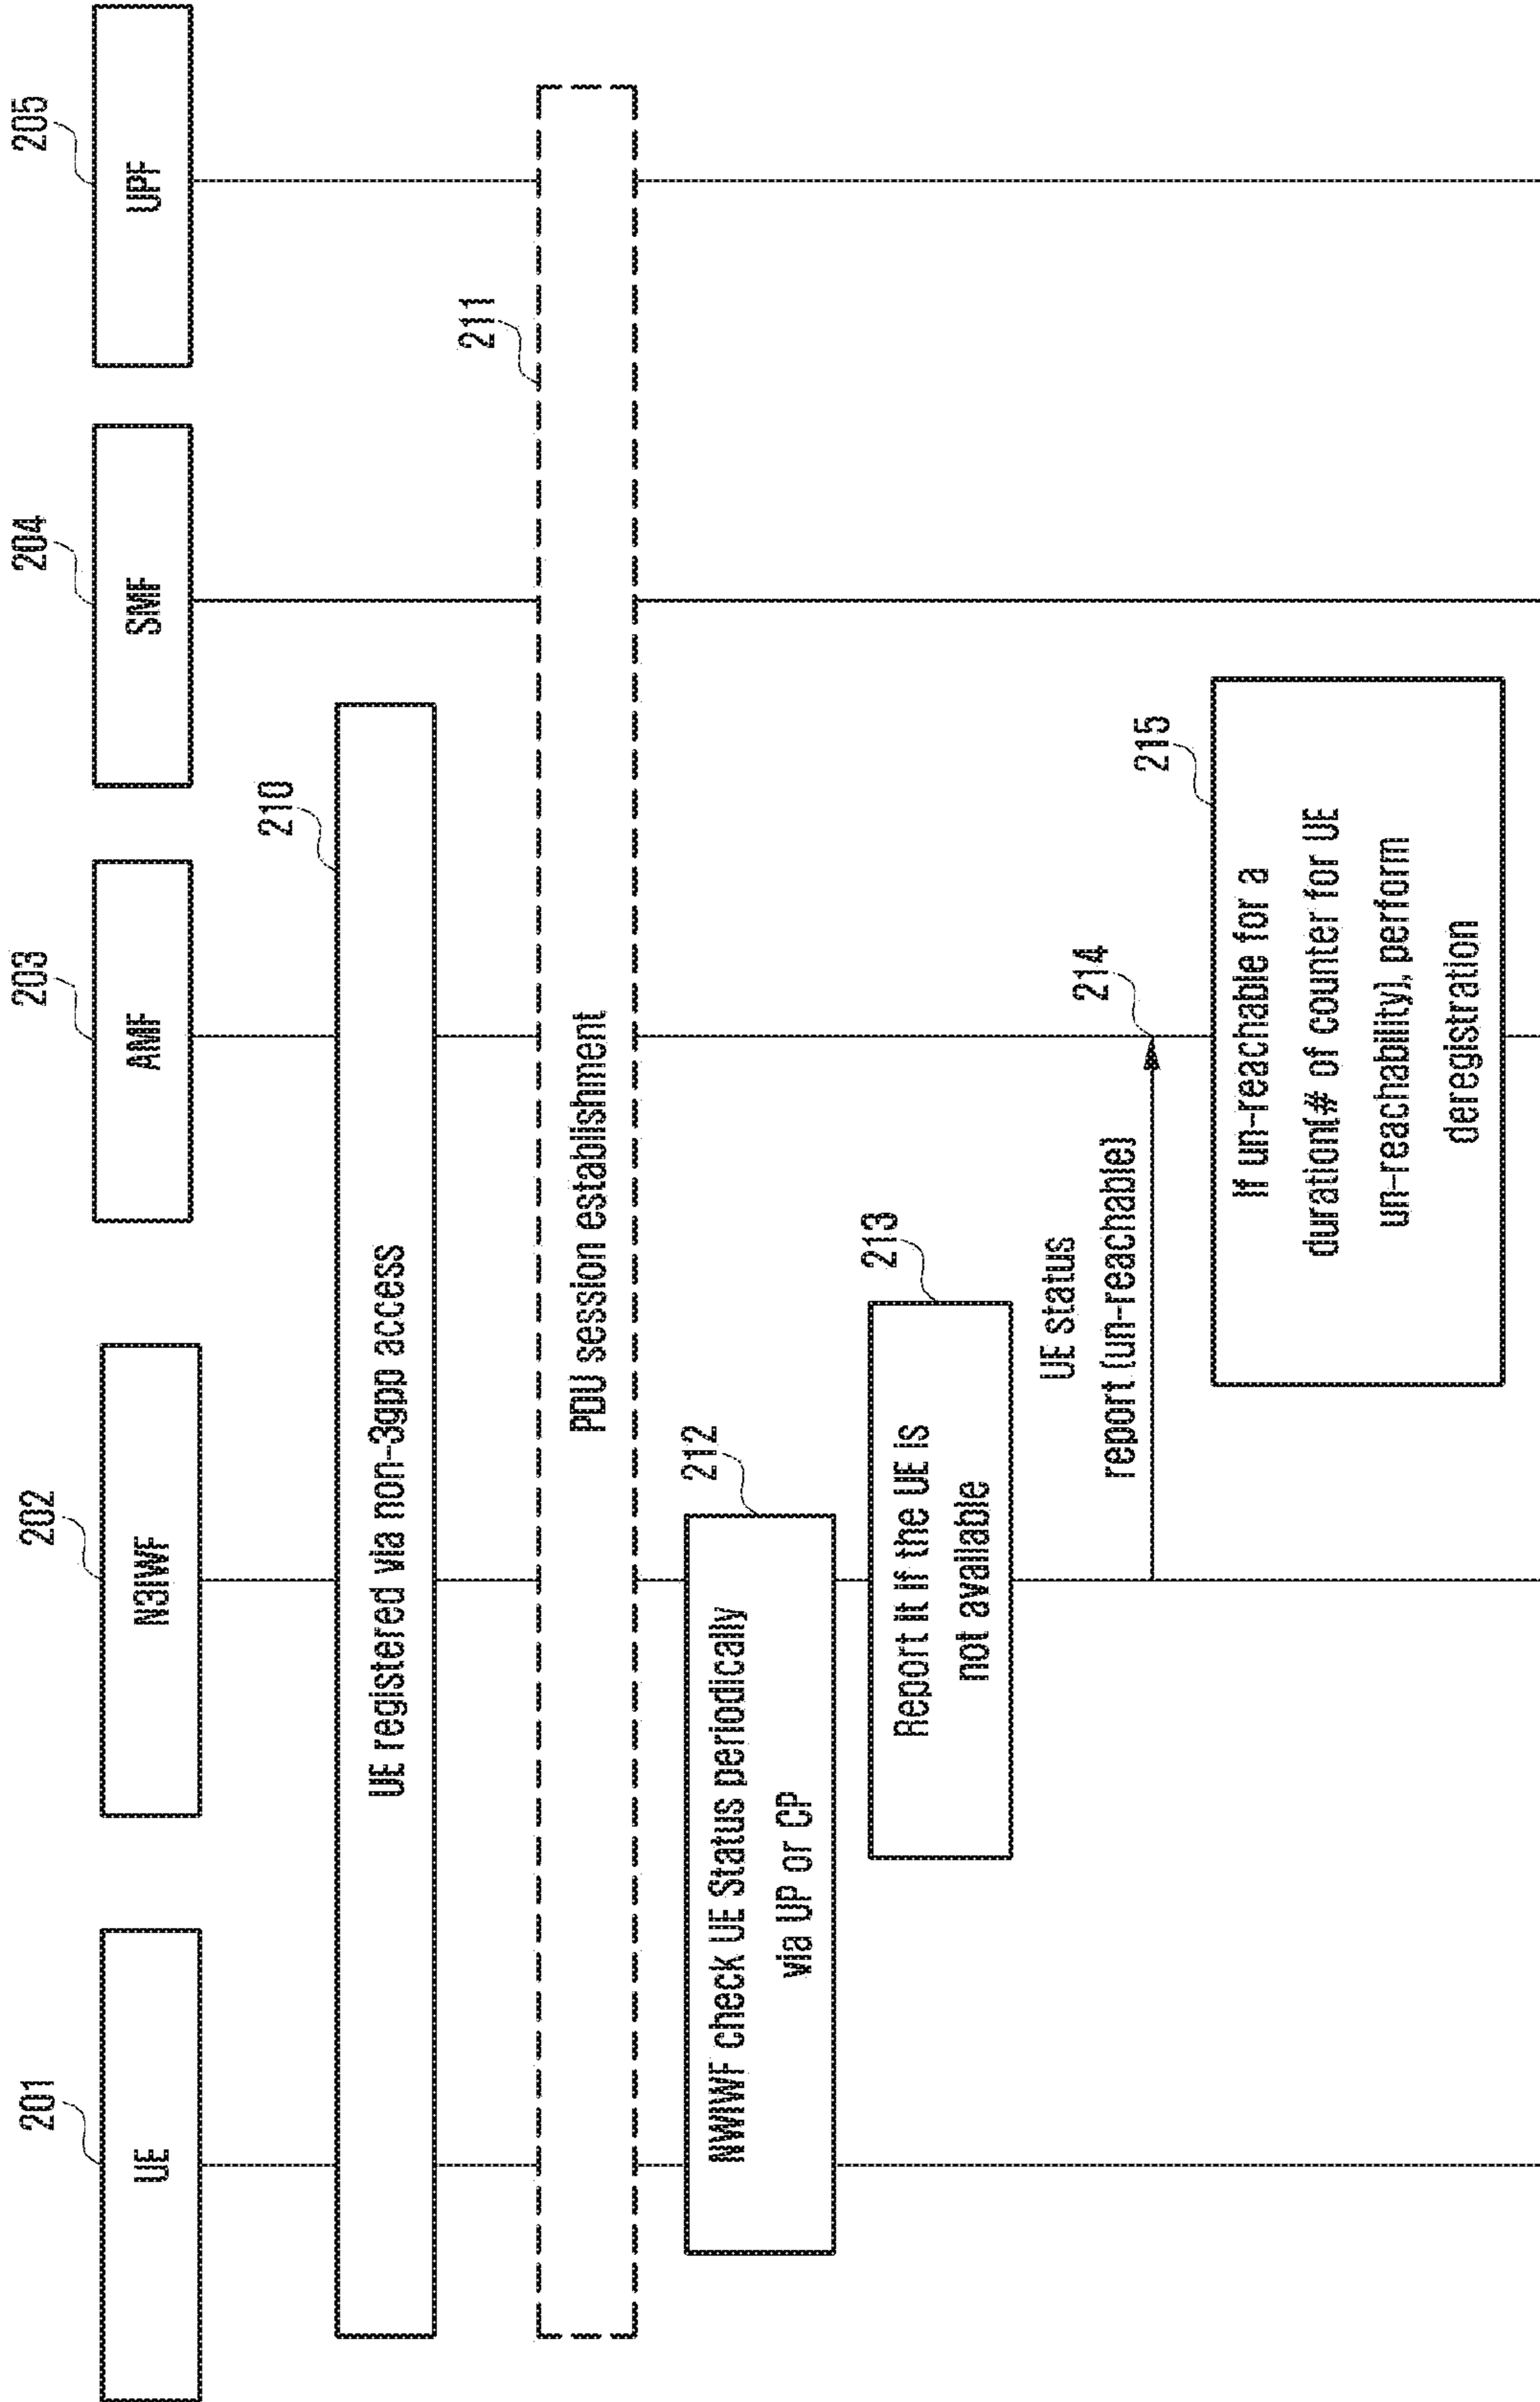 201
202
203
204
205
UE
N3IWF
AMF
SMF
UPF
210
UE registered via non-3gpp access
211
PDU session establishment
212
NWIWF check UE Status periodically
via UP or CP
213
Report it if the UE is
not available
UE status
report (un-reachable)
214
215
If un-reachable for a
duration(# of counter for UE
un-reachability), perform
deregistration